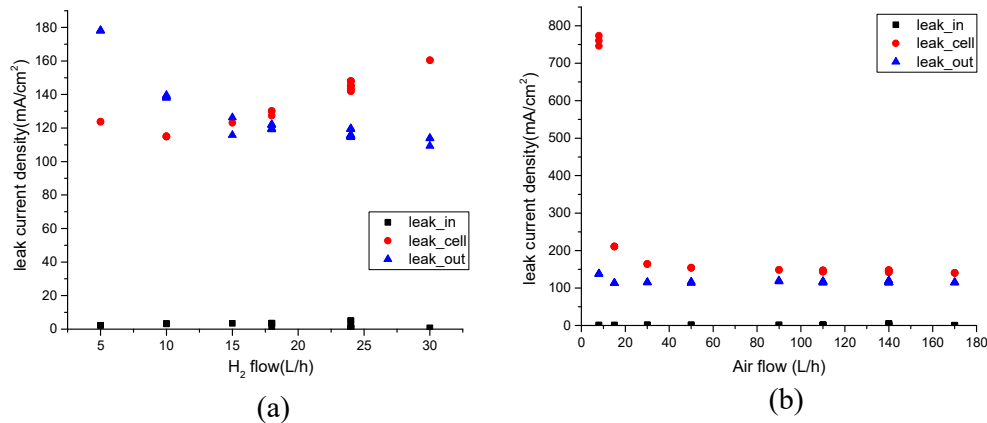 180
160
140
120
100
80
60
40
20
0
leak current density(mA/cm²)
leak_in
leak_cell
leak_out
5
10
15
20
25
30
H₂ flow(L/h)
(a)
800
700
600
500
400
300
200
100
0
leak current density(mA/cm²)
leak_in
leak_cell
leak_out
0
20
40
60
80
100
120
140
160
180
Air flow (L/h)
(b)